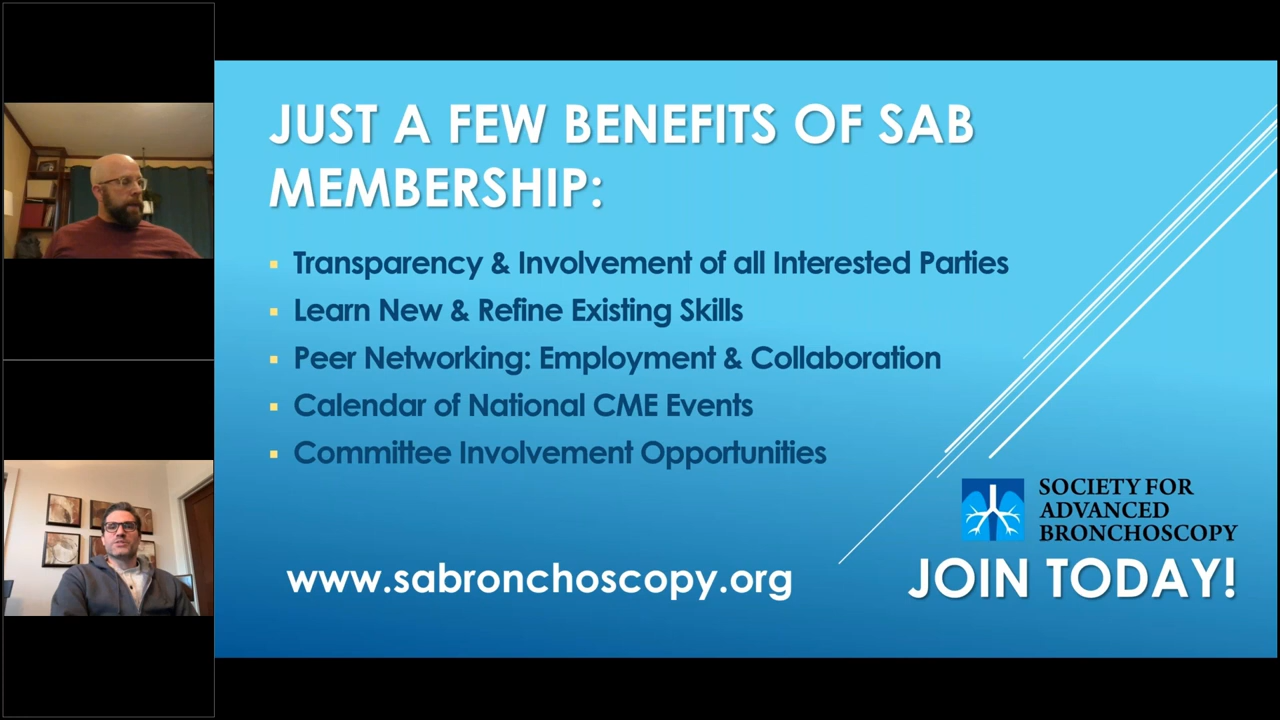 JUST A FEW BENEFITS OF SAB
MEMBERSHIP:
Transparency & Involvement of all Interested Parties
Learn New & Refine Existing Skills
Peer Networking: Employment & Collaboration
Calendar of National CME Events
Committee Involvement Opportunities
SOCIETY FOR
ADVANCED
BRONCHOSCOPY
www.sabronchoscopy.org
JOIN TODAY!